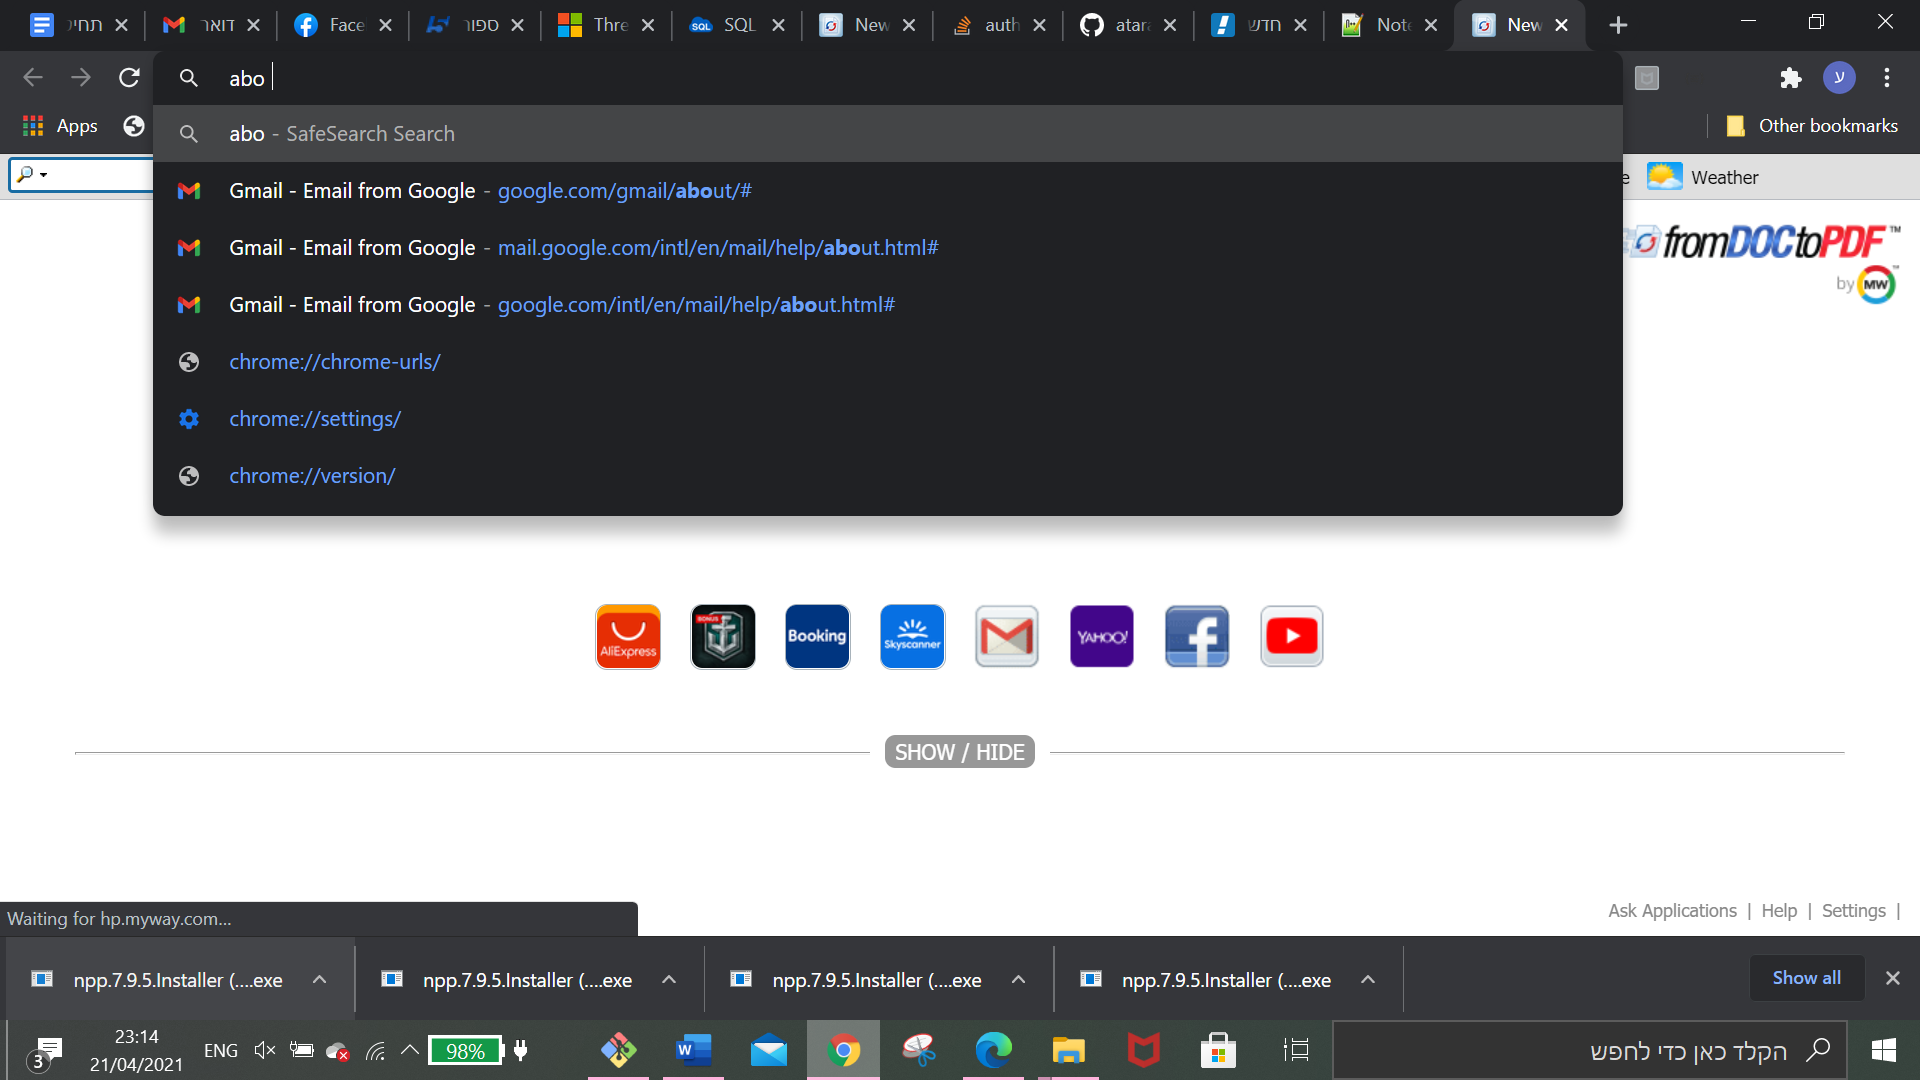 תחיכ
דואר
Face
ספור
Thre
SQL
New
auth
atara
חדש
Note
New
abo
ע
Apps
Other bookmarks
abo - SafeSearch Search
Gmail - Email from Google - google.com/gmail/about/#
Gmail - Email from Google - mail.google.com/intl/en/mail/help/about.html#
Gmail - Email from Google - google.com/intl/en/mail/help/about.html#
chrome://chrome-urls/
chrome://settings/
chrome://version/
e Weather
fromDOCtoPDF™
by MW™
AliExpress
BONUS
Booking
Skyscanner
YAHOO!
SHOW / HIDE
Ask Applications | Help | Settings |
Waiting for hp.myway.com...
npp.7.9.5.Installer (....exe
npp.7.9.5.Installer (....exe
npp.7.9.5.Installer (....exe
npp.7.9.5.Installer (....exe
Show all
3
23:14
21/04/2021
ENG
98%
הקלד כאן כדי לחפש